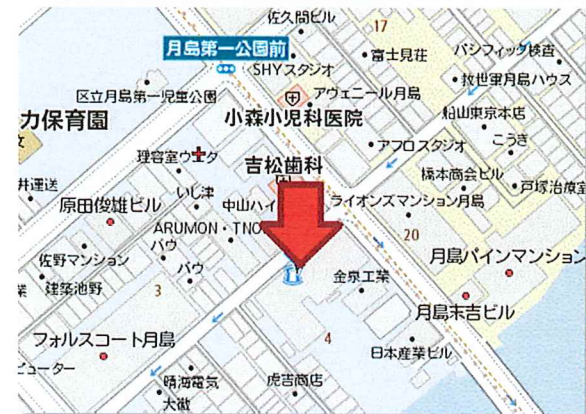 佐久間ビル
17
月島第一公園前
富士見荘
パシフィック検査
SHYスタジオ
救世軍月島ハウス
区立月島第一児童公園
アヴェニール月島
船山東京本店
カ保育園
小森小児科医院
アフロスタジオ
こうき
理容室ウエタ
吉松歯科
橋本商会ビル
井運送
いし津
戸塚治療室
原田俊雄ビル
中山ハイ
ライオンズマンション月島
ARUMON・TNO
20
バウ
月島パインマンション
佐野マンション
バウ
金泉工業
業
建築池野
3
月島末吉ビル
フォルスコート月島
4
日本産業ビル
ピューター
晴海電気
虎吉商店
大徹